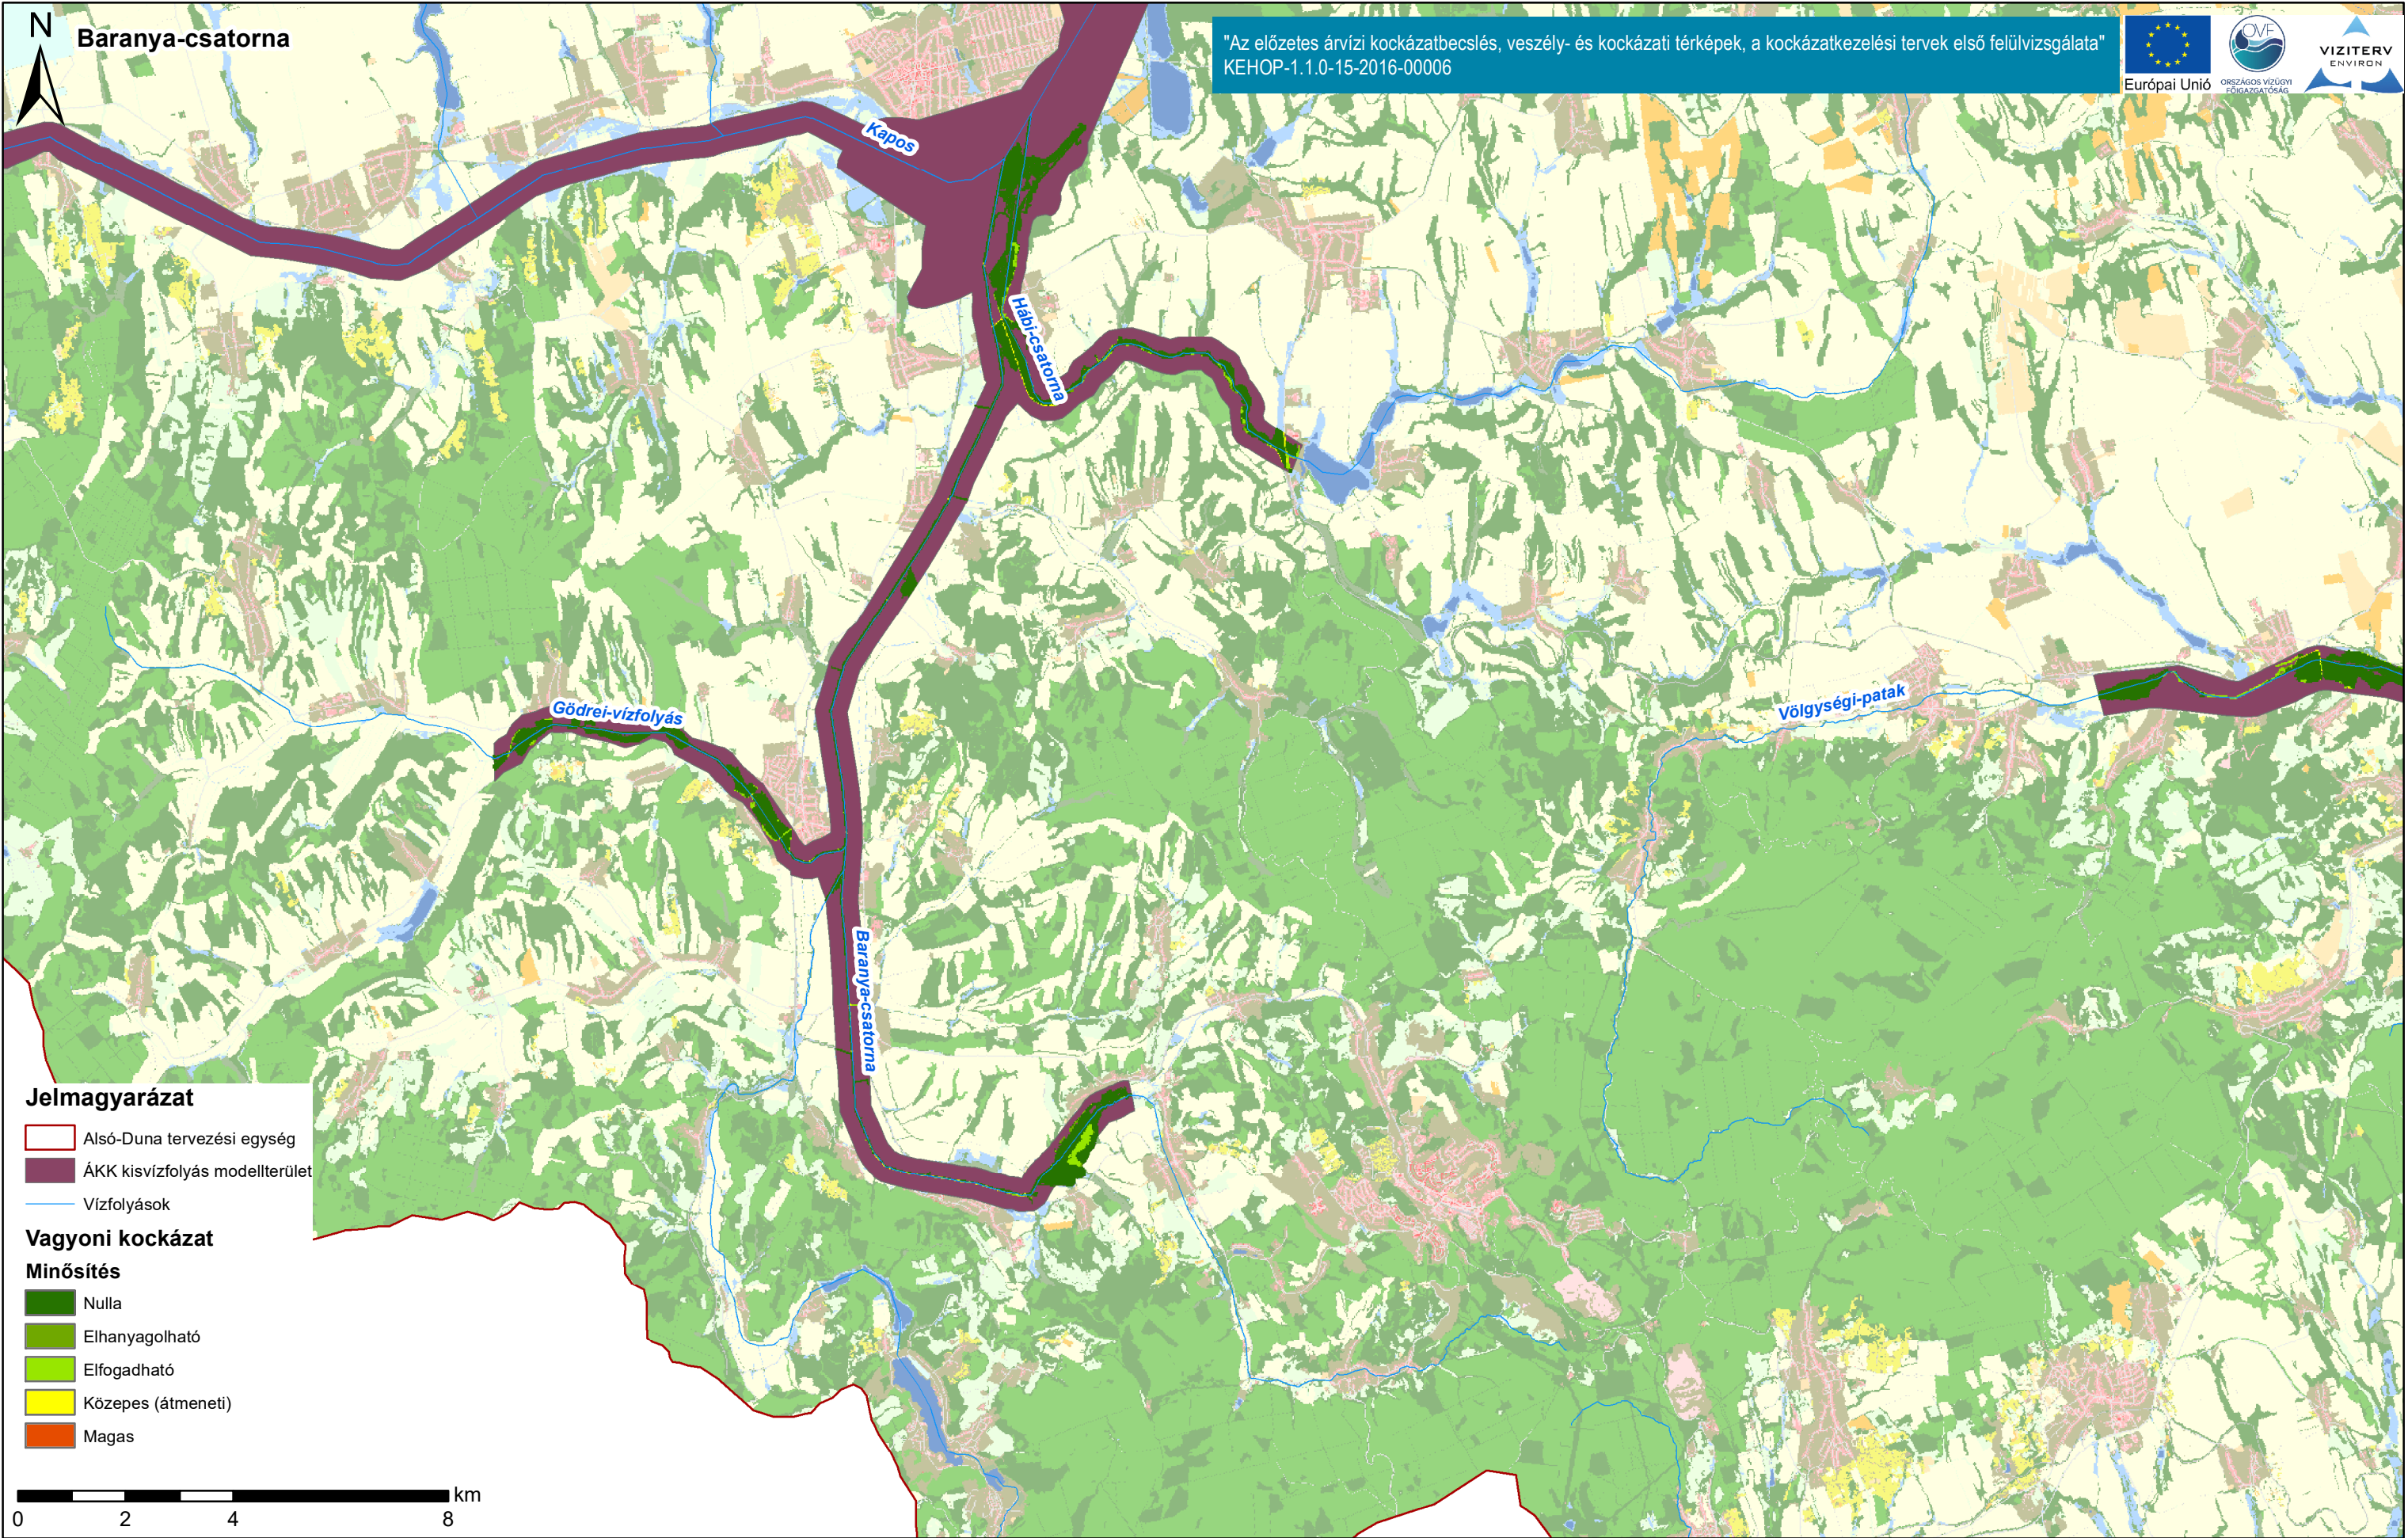 N
Baranya-csatorna
"Az előzetes árvízi kockázatbecslés, veszély- és kockázati térképek, a kockázatkezelési tervek első felülvizsgálata"
KEHOP-1.1.0-15-2016-00006
Európai Unió
OVF
ORSZÁGOS VÍZÜGYI
FŐIGAZGATÓSÁG
VIZITERV
ENVIRON
Kapos
Hábi-csatorna
Gödrei-vízfolyás
Völgységi-patak
Baranya-csatorna
Jelmagyarázat
Alsó-Duna tervezési egység
ÁKK kisvízfolyás modellterület
Vízfolyások
Vagyoni kockázat
Minősítés
Nulla
Elhanyagolható
Elfogadható
Közepes (átmeneti)
Magas
km
0 2 4 8